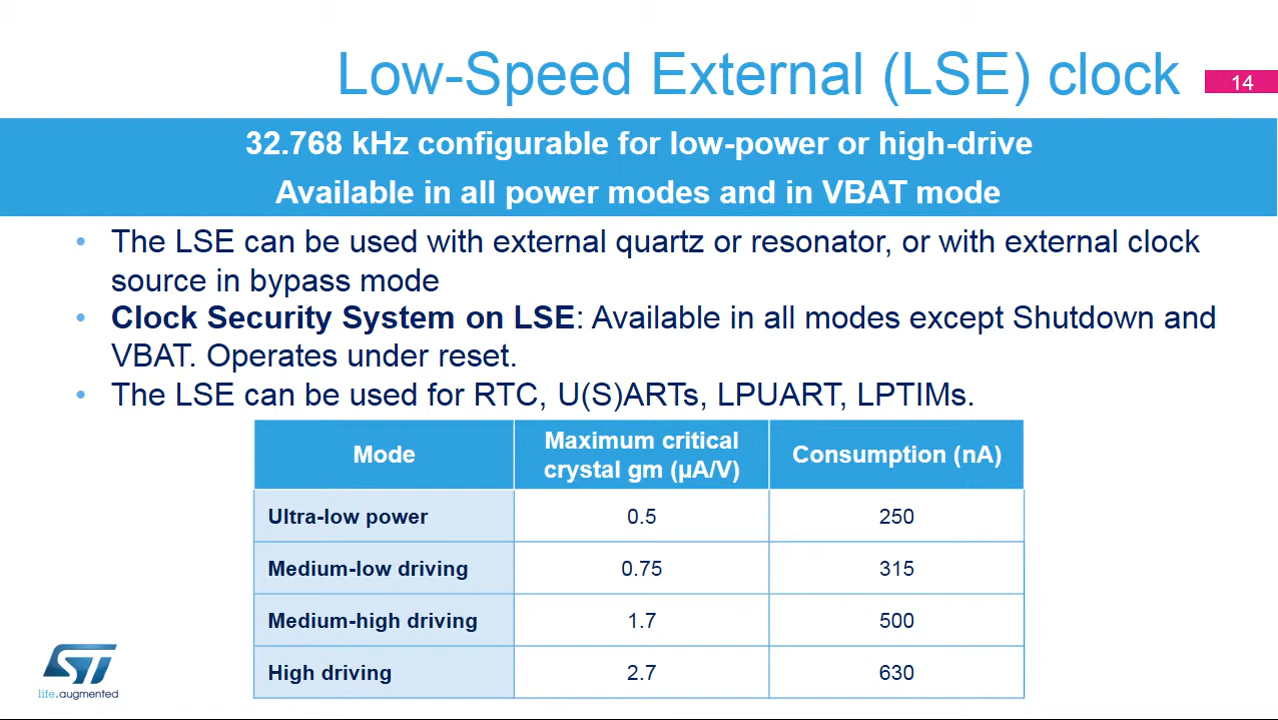 Low-Speed External (LSE) clock
14
32.768 kHz configurable for low-power or high-drive
Available in all power modes and in VBAT mode
• The LSE can be used with external quartz or resonator, or with external clock
source in bypass mode
• Clock Security System on LSE: Available in all modes except Shutdown and
VBAT. Operates under reset.
• The LSE can be used for RTC, U(S)ARTs, LPUART, LPTIMs.
Mode
Maximum critical
crystal gm (µA/V)
Consumption (nA)
Ultra-low power 0.5 250
Medium-low driving 0.75 315
Medium-high driving 1.7 500
High driving 2.7 630
ST
life.augmented